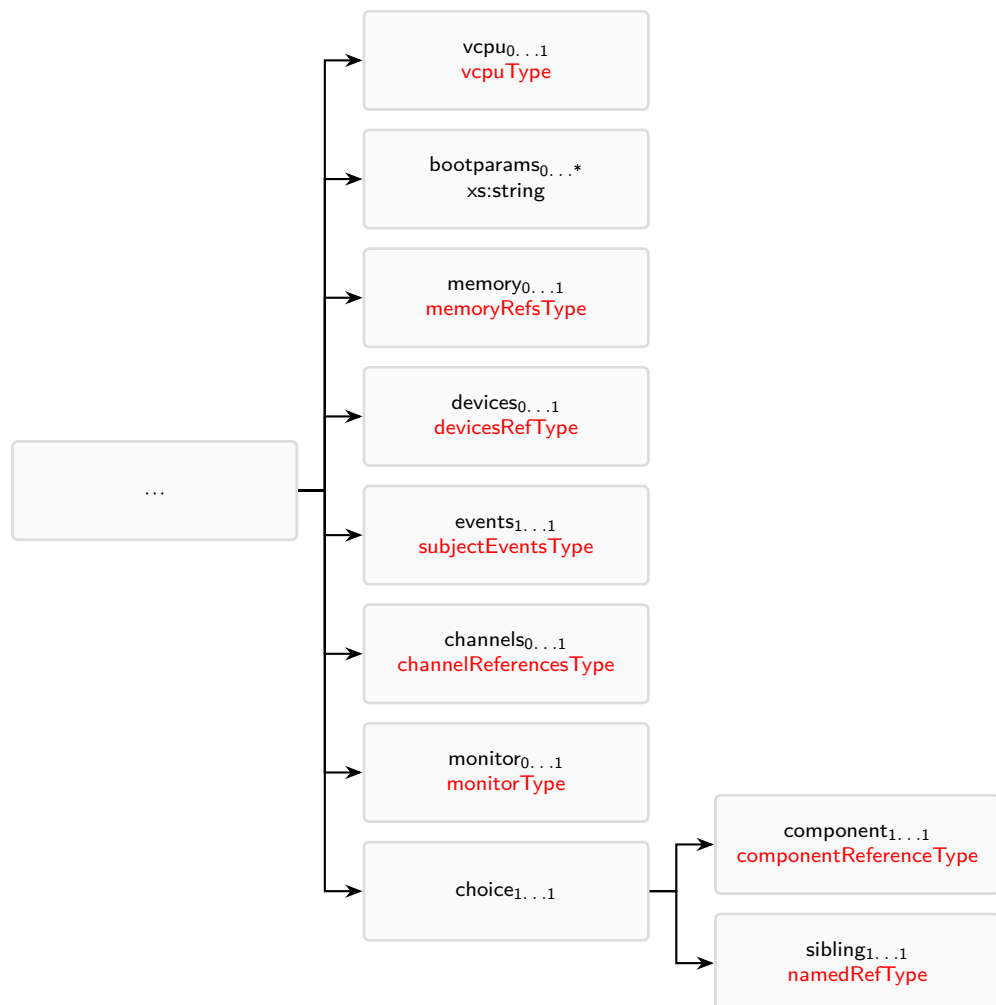 vcpu0...1
vcpuType
bootparams0...*
xs:string
memory0...1
memoryRefsType
devices0...1
devicesRefType
...
events1...1
subjectEventsType
channels0...1
channelReferencesType
monitor0...1
monitorType
choice1...1
component1...1
componentReferenceType
sibling1...1
namedRefType